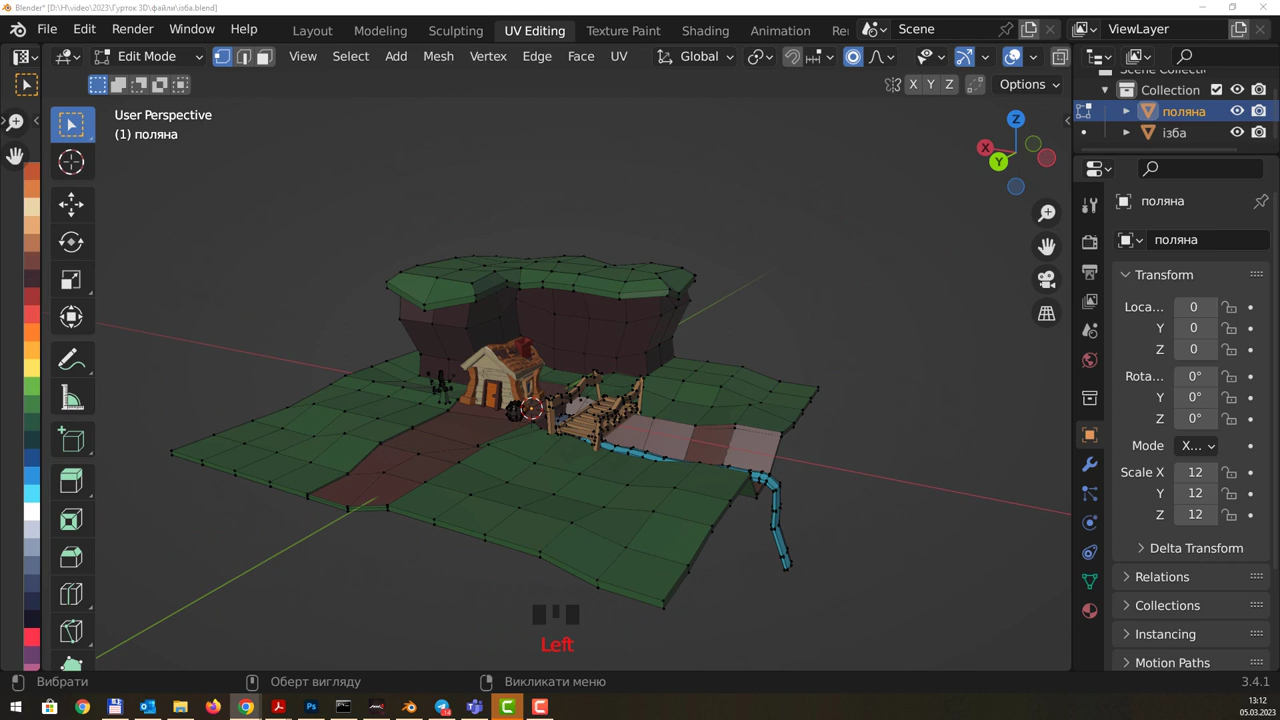 Blender* [D:\H\video\2023\Гурток 3D\файли\ізба.blend]
File Edit Render Window Help Layout Modeling Sculpting UV Editing Texture Paint Shading Animation Re Scene ViewLayer
Edit Mode View Select Add Mesh Vertex Edge Face UV Global
X Y Z Options
Scene Collecti
Collection
поляна
ізба
User Perspective
(1) поляна
Z
X
Y
поляна
поляна
Transform
Loca... 0
Y 0
Z 0
Rota... 0°
Y 0°
Z 0°
Mode X...
Scale X 12
Y 12
Z 12
Delta Transform
Relations
Collections
Instancing
Motion Paths
Left
Вибрати Оберт вигляду Викликати меню 3.4.1
13:12
05.03.2023